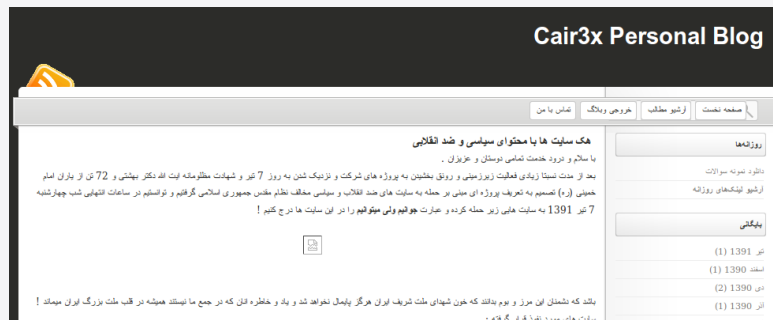 Cair3x Personal Blog
صفحه نخست
آرشیو مطالب
خروجی وبلاگ
تماس با من
هک سایت ها با محتوای سیاسی و ضد انقلابی
با سلام و درود خدمت تمامی دوستان و عزیزان .
بعد از مدت نسبتا زیادی فعالیت زیرزمینی و رونق بخشیدن به پروژه های شرکت و نزدیک شدن به روز 7 تیر و شهادت مظلومانه ایت الله دکتر بهشتی و 72 تن از یاران امام
خمینی (ره) تصمیم به تعریف پروژه ای مبنی بر حمله به سایت های ضد انقلاب و سیاسی مخالف نظام مقدس جمهوری اسلامی گرفتیم و توانستیم در ساعات انتهایی شب چهارشنبه
7 تیر 1391 به سایت هایی زیر حمله کرده و عبارت جوانیم ولی میتوانیم را در این سایت ها درج کنیم !
باشد که دشمنان این مرز و بوم بدانند که خون شهدای ملت شریف ایران هرگز پایمال نخواهد شد و یاد و خاطره انان که در جمع ما نیستند همیشه در قلب ملت بزرگ ایران میماند !
روزانه‌ها
دانلود نمونه سوالات
آرشیو لینک‌های روزانه
بایگانی
تیر 1391 (1)
اسفند 1390 (1)
دی 1390 (2)
آذر 1390 (1)